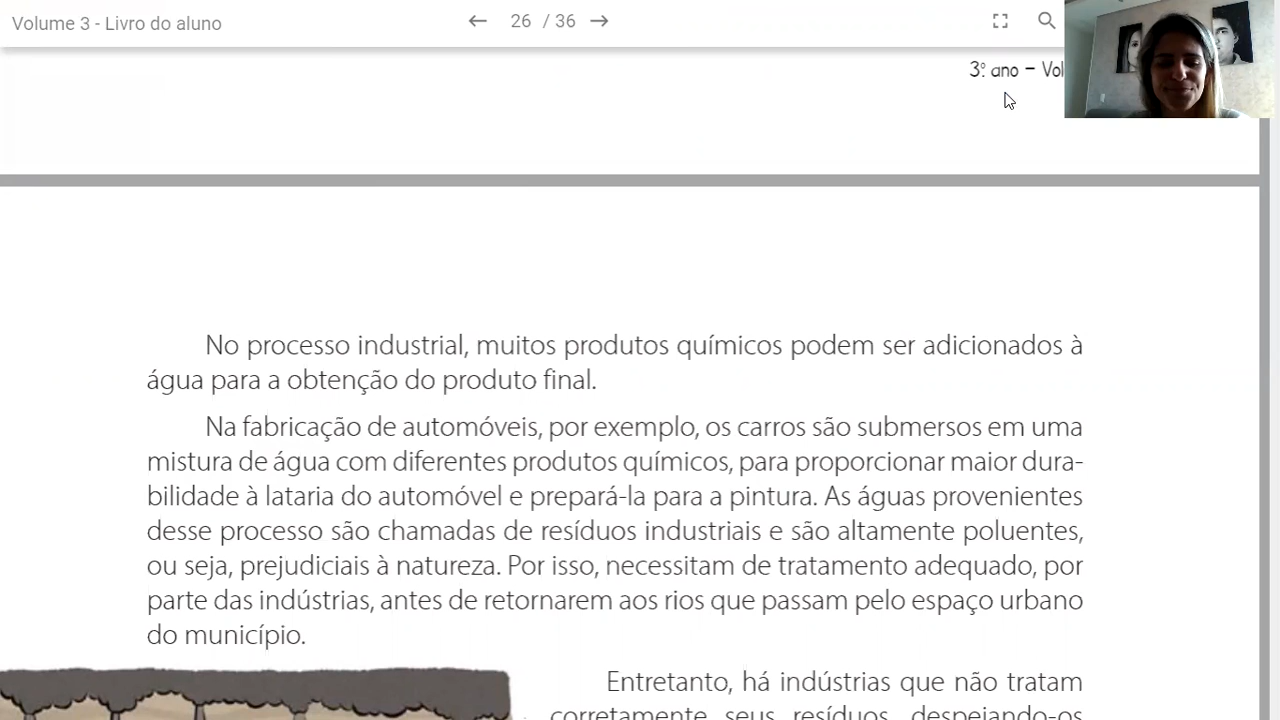 Volume 3 - Livro do aluno
26 / 36
3º ano – Vol
No processo industrial, muitos produtos químicos podem ser adicionados à
água para a obtenção do produto final.
Na fabricação de automóveis, por exemplo, os carros são submersos em uma
mistura de água com diferentes produtos químicos, para proporcionar maior dura-
bilidade à lataria do automóvel e prepará-la para a pintura. As águas provenientes
desse processo são chamadas de resíduos industriais e são altamente poluentes,
ou seja, prejudiciais à natureza. Por isso, necessitam de tratamento adequado, por
parte das indústrias, antes de retornarem aos rios que passam pelo espaço urbano
do município.
Entretanto, há indústrias que não tratam
corretamente seus resíduos, despejando-os